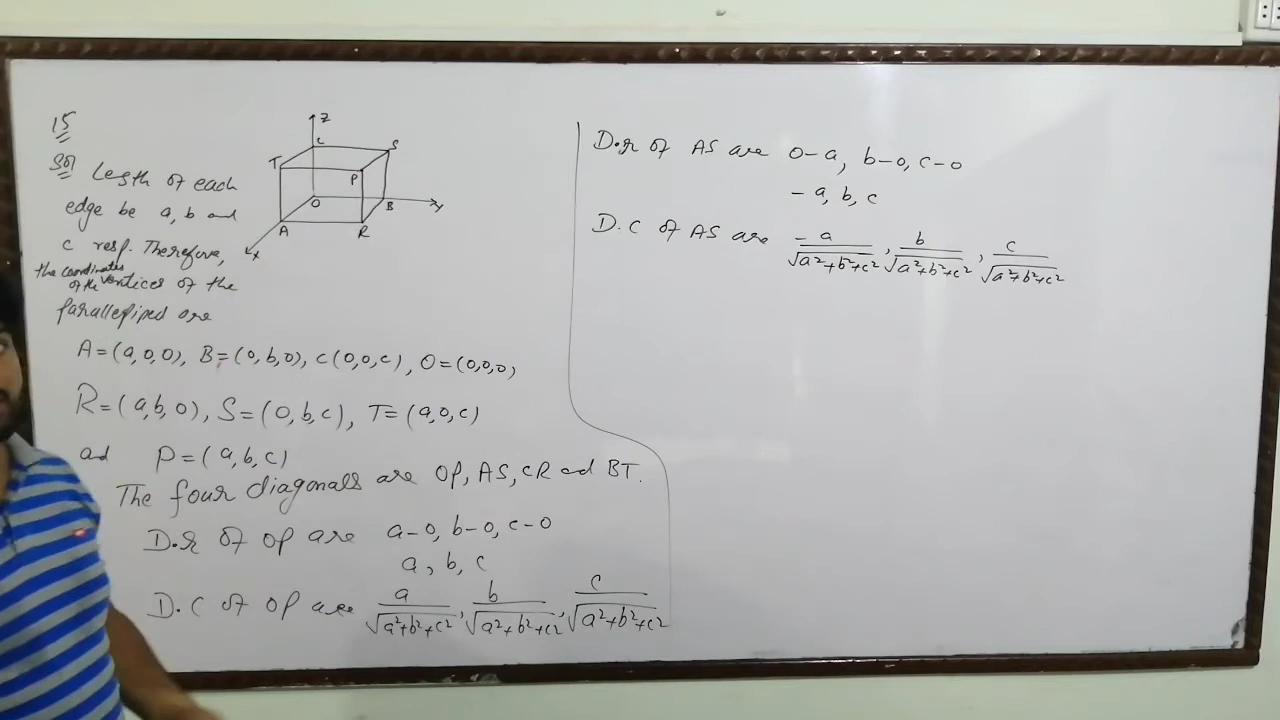 15
Sol Length of each
edge be a, b and
c resp. Therefore,
the coordinates
of the vertices of the
parallepiped are
A=(a,0,0), B=(0,b,0), C(0,0,c), O=(0,0,0),
R=(a,b,0), S=(0,b,c), T=(a,0,c)
ad P=(a,b,c)
The four diagonals are OP, AS, CR ad BT.
D.r of OP are a-0, b-0, c-0
a, b, c
D.C of OP are a/√(a²+b²+c²), b/√(a²+b²+c²), c/√(a²+b²+c²)
Z
C
S
T
P
O
B
Y
A
R
X
D.r of AS are 0-a, b-0, c-0
-a, b, c
D.C of AS are -a/√(a²+b²+c²), b/√(a²+b²+c²), c/√(a²+b²+c²)